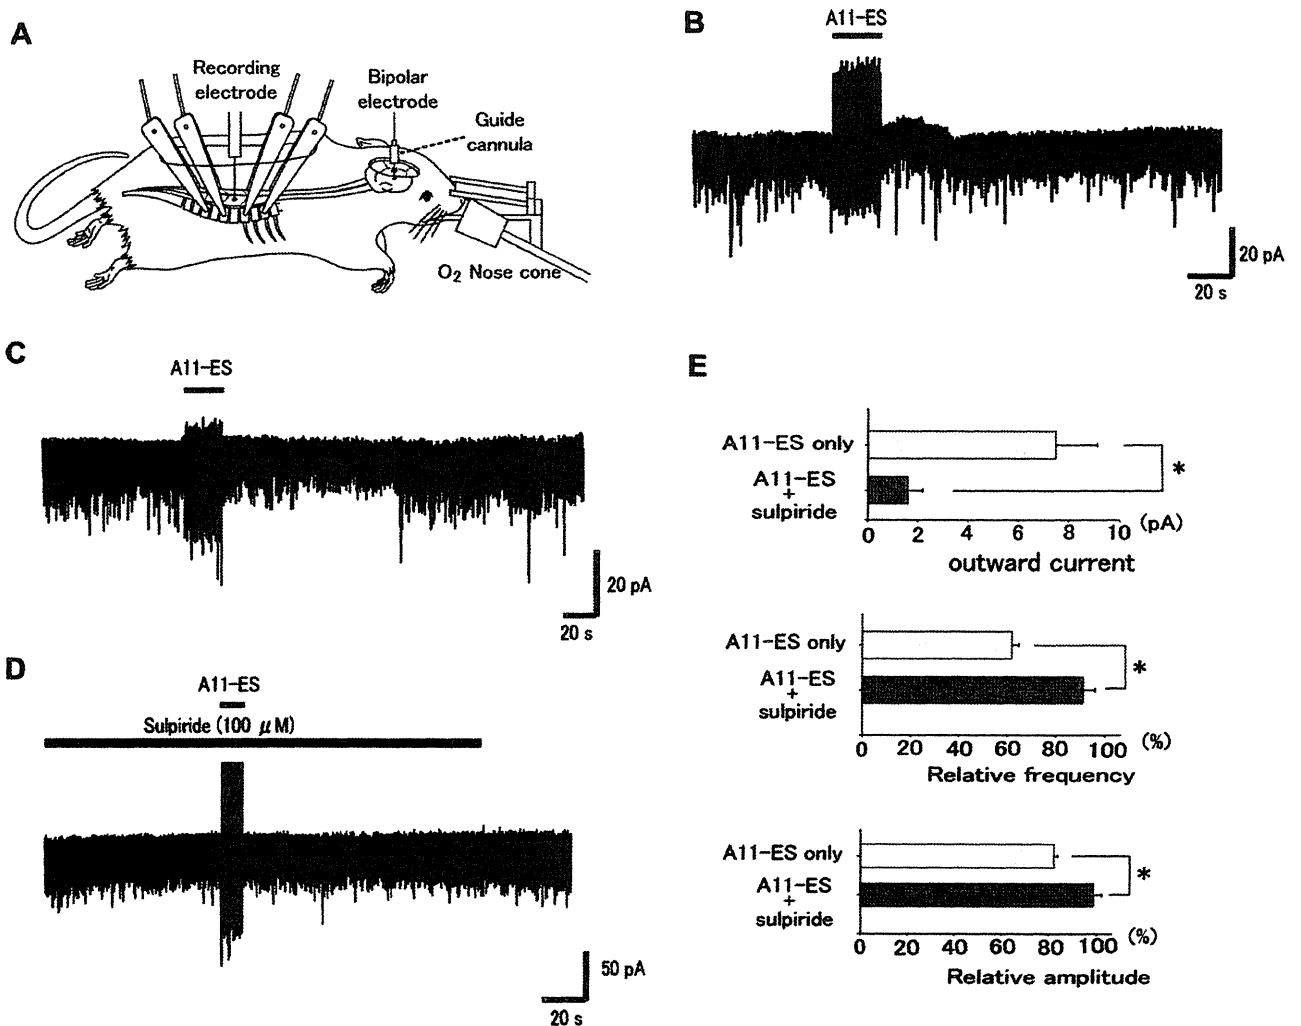 A
Recording
electrode
Bipolar
electrode
Guide
cannula
O2 Nose cone
B
A11-ES
20 pA
20 s
C
A11-ES
20 pA
20 s
D
A11-ES
Sulpiride (100 μM)
50 pA
20 s
E
A11-ES only
A11-ES
+
sulpiride
*
0 2 4 6 8 10 (pA)
outward current
A11-ES only
A11-ES
+
sulpiride
*
0 20 40 60 80 100 (%)
Relative frequency
A11-ES only
A11-ES
+
sulpiride
*
0 20 40 60 80 100 (%)
Relative amplitude